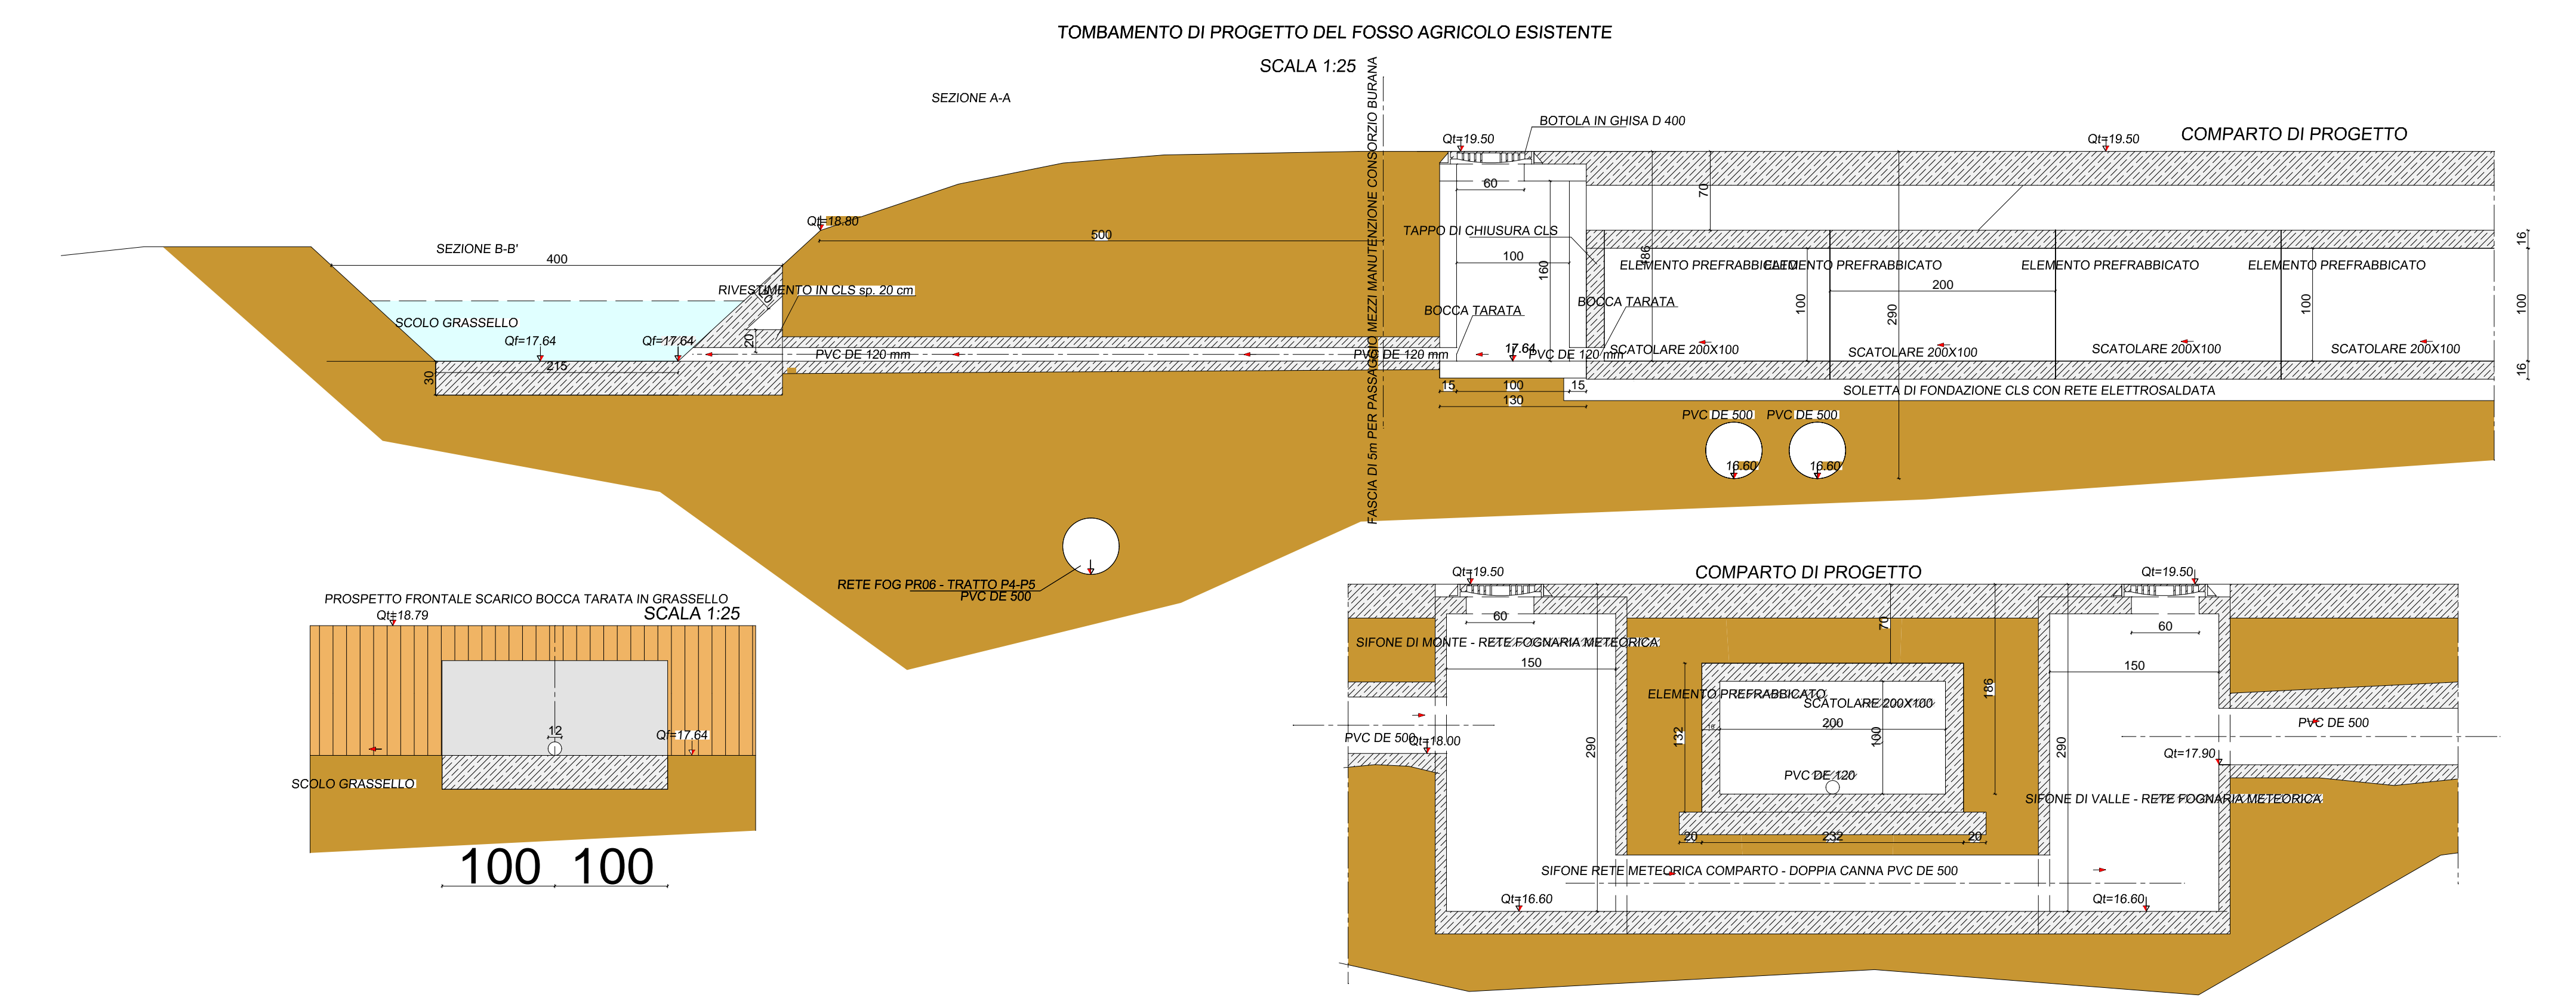 TOMBAMENTO DI PROGETTO DEL FOSSO AGRICOLO ESISTENTE
SCALA 1:25
SEZIONE A-A
FASCIA DI 5m PER PASSAGGIO MEZZI MANUTENZIONE CONSORZIO BURANA
BOTOLA IN GHISA D 400
Qt=19.50
Qt=19.50
COMPARTO DI PROGETTO
60
70
Qt=18.80
500
TAPPO DI CHIUSURA CLS
186
16
SEZIONE B-B'
400
100
160
ELEMENTO PREFRABBICATO
ELEMENTO PREFRABBICATO
ELEMENTO PREFRABBICATO
ELEMENTO PREFRABBICATO
200
RIVESTIMENTO IN CLS sp. 20 cm
BOCCA TARATA
BOCCA TARATA
100
290
100
100
SCOLO GRASSELLO
Qf=17.64
Qf=17.64
20
PVC DE 120 mm
PVC DE 120 mm
17.64
PVC DE 120 mm
SCATOLARE 200X100
SCATOLARE 200X100
SCATOLARE 200X100
SCATOLARE 200X100
215
30
16
15
100
15
130
SOLETTA DI FONDAZIONE CLS CON RETE ELETTROSALDATA
PVC DE 500
PVC DE 500
16.60
16.60
RETE FOG PR06 - TRATTO P4-P5
PVC DE 500
PROSPETTO FRONTALE SCARICO BOCCA TARATA IN GRASSELLO
SCALA 1:25
Qt=18.79
12
Qf=17.64
SCOLO GRASSELLO
100
100
COMPARTO DI PROGETTO
Qt=19.50
Qt=19.50
60
70
60
SIFONE DI MONTE - RETE FOGNARIA METEORICA
150
150
186
ELEMENTO PREFRABBICATO
SCATOLARE 200X100
16
200
132
100
290
290
PVC DE 500
Qt=18.00
PVC DE 500
Qt=17.90
PVC DE 120
SIFONE DI VALLE - RETE FOGNARIA METEORICA
20
232
20
SIFONE RETE METEORICA COMPARTO - DOPPIA CANNA PVC DE 500
Qt=16.60
Qt=16.60